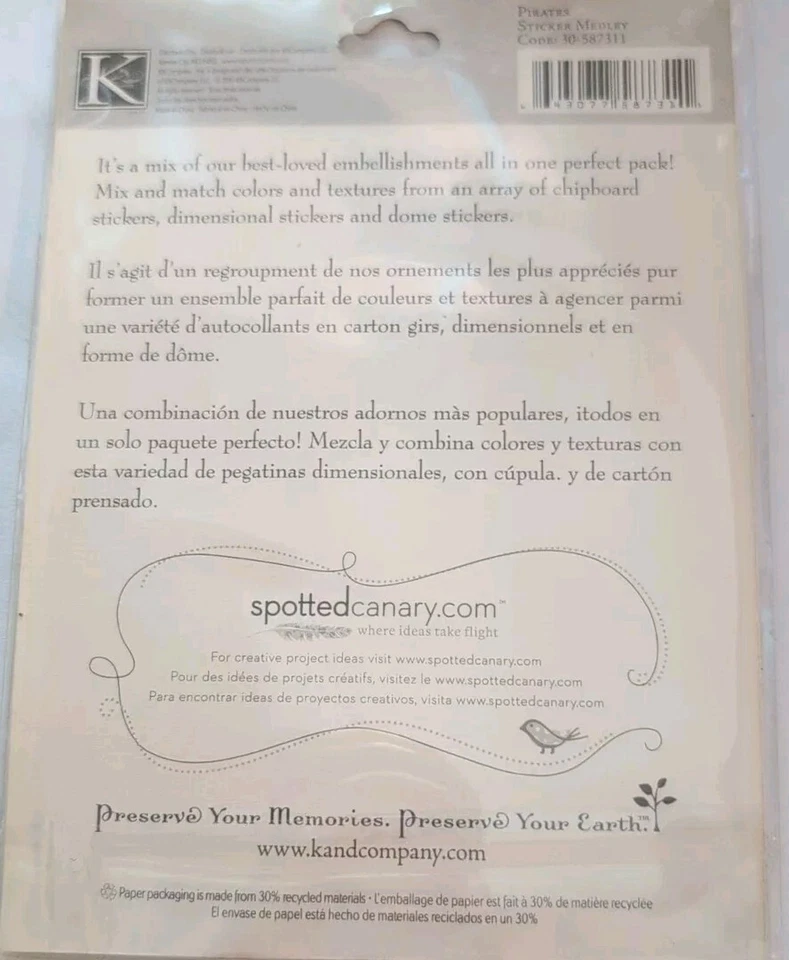 Pirates
Sticker Medley
Code: 30-587311
K
It's a mix of our best-loved embellishments all in one perfect pack!
Mix and match colors and textures from an array of chipboard
stickers, dimensional stickers and dome stickers.
Il s'agit d'un regroupment de nos ornements les plus appréciés pur
former un ensemble parfait de couleurs et textures à agencer parmi
une variété d'autocollants en carton girs, dimensionnels et en
forme de dôme.
Una combinación de nuestros adornos màs populares, itodos en
un solo paquete perfecto! Mezcla y combina colores y texturas con
esta variedad de pegatinas dimensionales, con cúpula. y de cartón
prensado.
spottedcanary.com™
where ideas take flight
For creative project ideas visit www.spottedcanary.com
Pour des idées de projets créatifs, visitez le www.spottedcanary.com
Para encontrar ideas de proyectos creativos, visita www.spottedcanary.com
Preserve Your Memories. Preserve Your Earth.™
www.kandcompany.com
Paper packaging is made from 30% recycled materials • L'emballage de papier est fait à 30% de matière recyclée
El envase de papel está hecho de materiales reciclados en un 30%